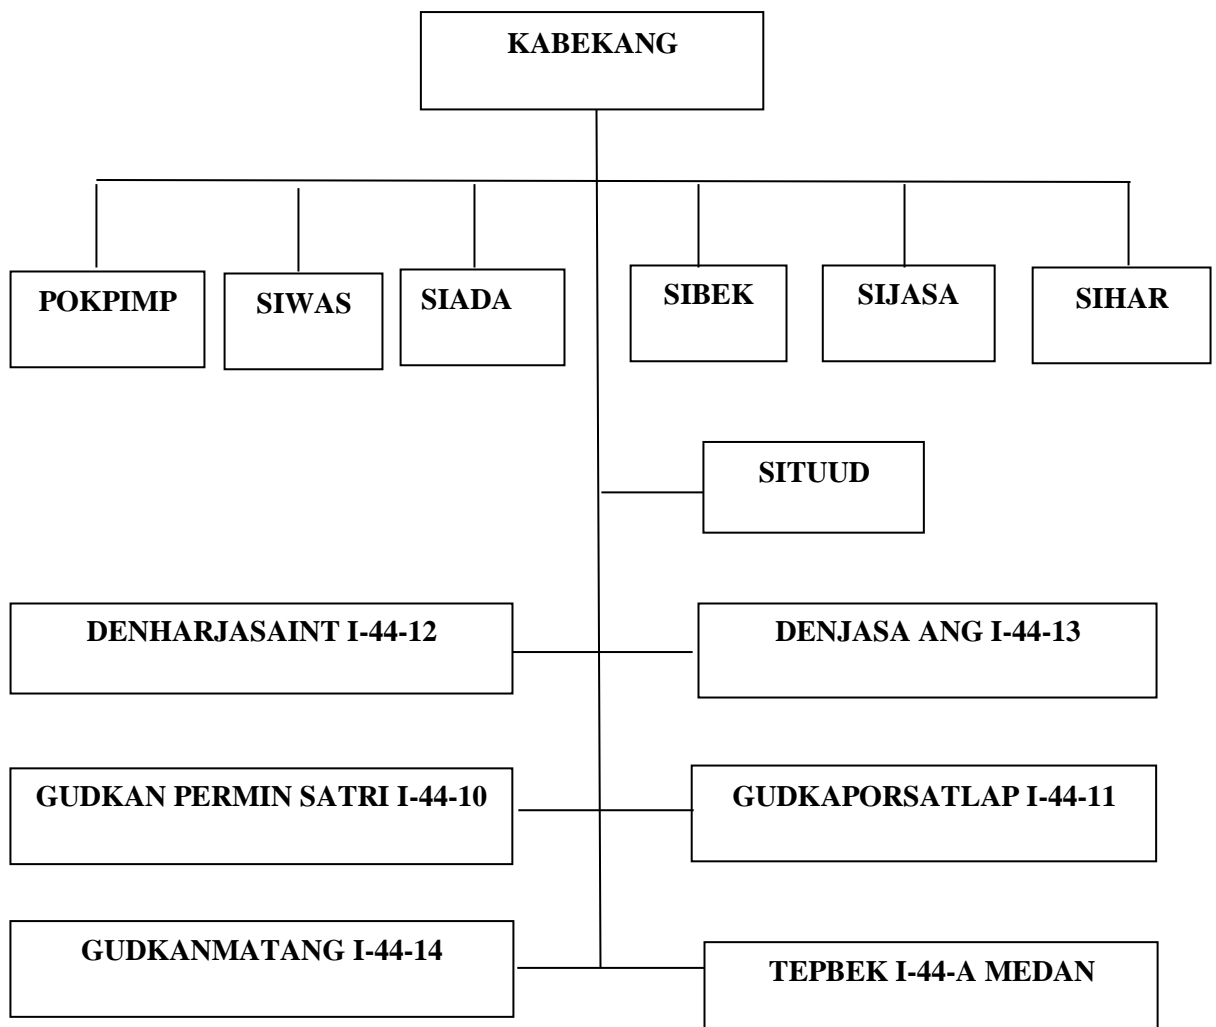 KABEKANG
POKPIMP
SIWAS
SIADA
SIBEK
SIJASA
SIHAR
SITUUD
DENHARJASAINT I-44-12
DENJASA ANG I-44-13
GUDKAN PERMIN SATRI I-44-10
GUDKAPORSATLAP I-44-11
GUDKANMATANG I-44-14
TEPBEK I-44-A MEDAN